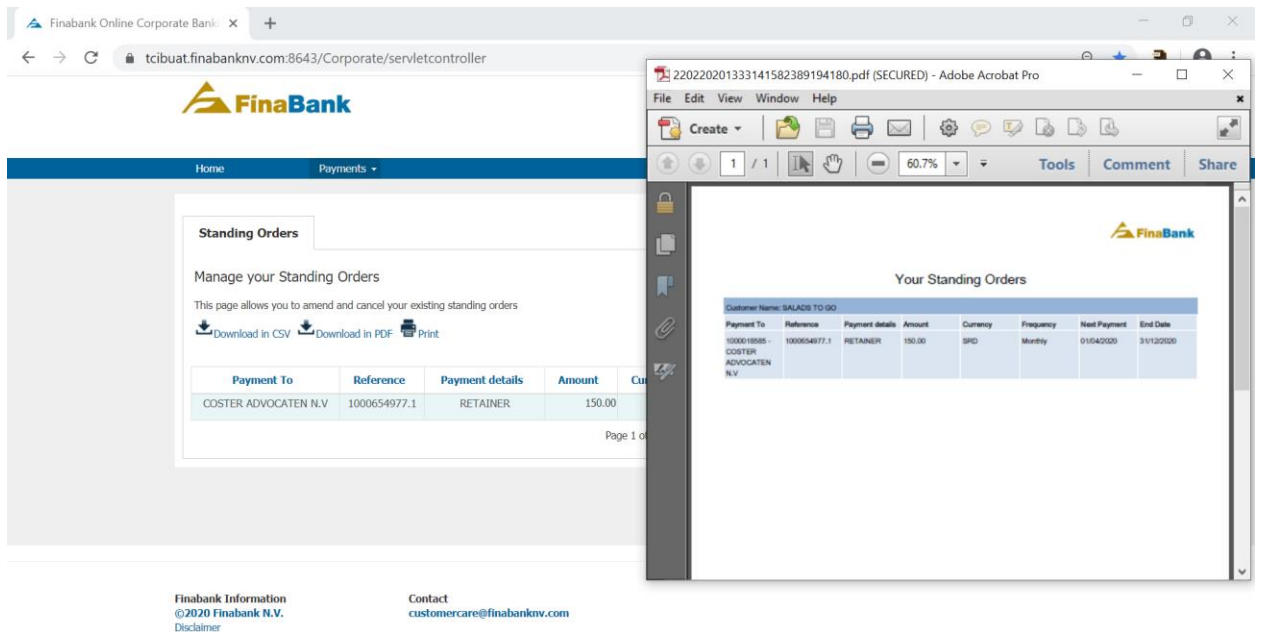 Finabank Online Corporate Bank
tcibuat.finabanknv.com:8643/Corporate/servletcontroller
FinaBank
Home Payments
Standing Orders
Manage your Standing Orders
This page allows you to amend and cancel your existing standing orders
Download in CSV Download in PDF Print
Payment To Reference Payment details Amount
COSTER ADVOCATEN N.V 1000654977.1 RETAINER 150.00
Page 1
Finabank Information Contact
©2020 Finabank N.V. customercare@finabanknv.com
Disclaimer
220220201333141582389194180.pdf (SECURED) - Adobe Acrobat Pro
File Edit View Window Help
Create
1 / 1 60.7% Tools Comment Share
FinaBank
Your Standing Orders
Customer Name: SALADS TO GO
Payment To Reference Payment details Amount Currency Frequency Next Payment End Date
1000018585 - 1000654977.1 RETAINER 150.00 SRD Monthly 01/04/2020 31/12/2020
COSTER
ADVOCATEN
N.V